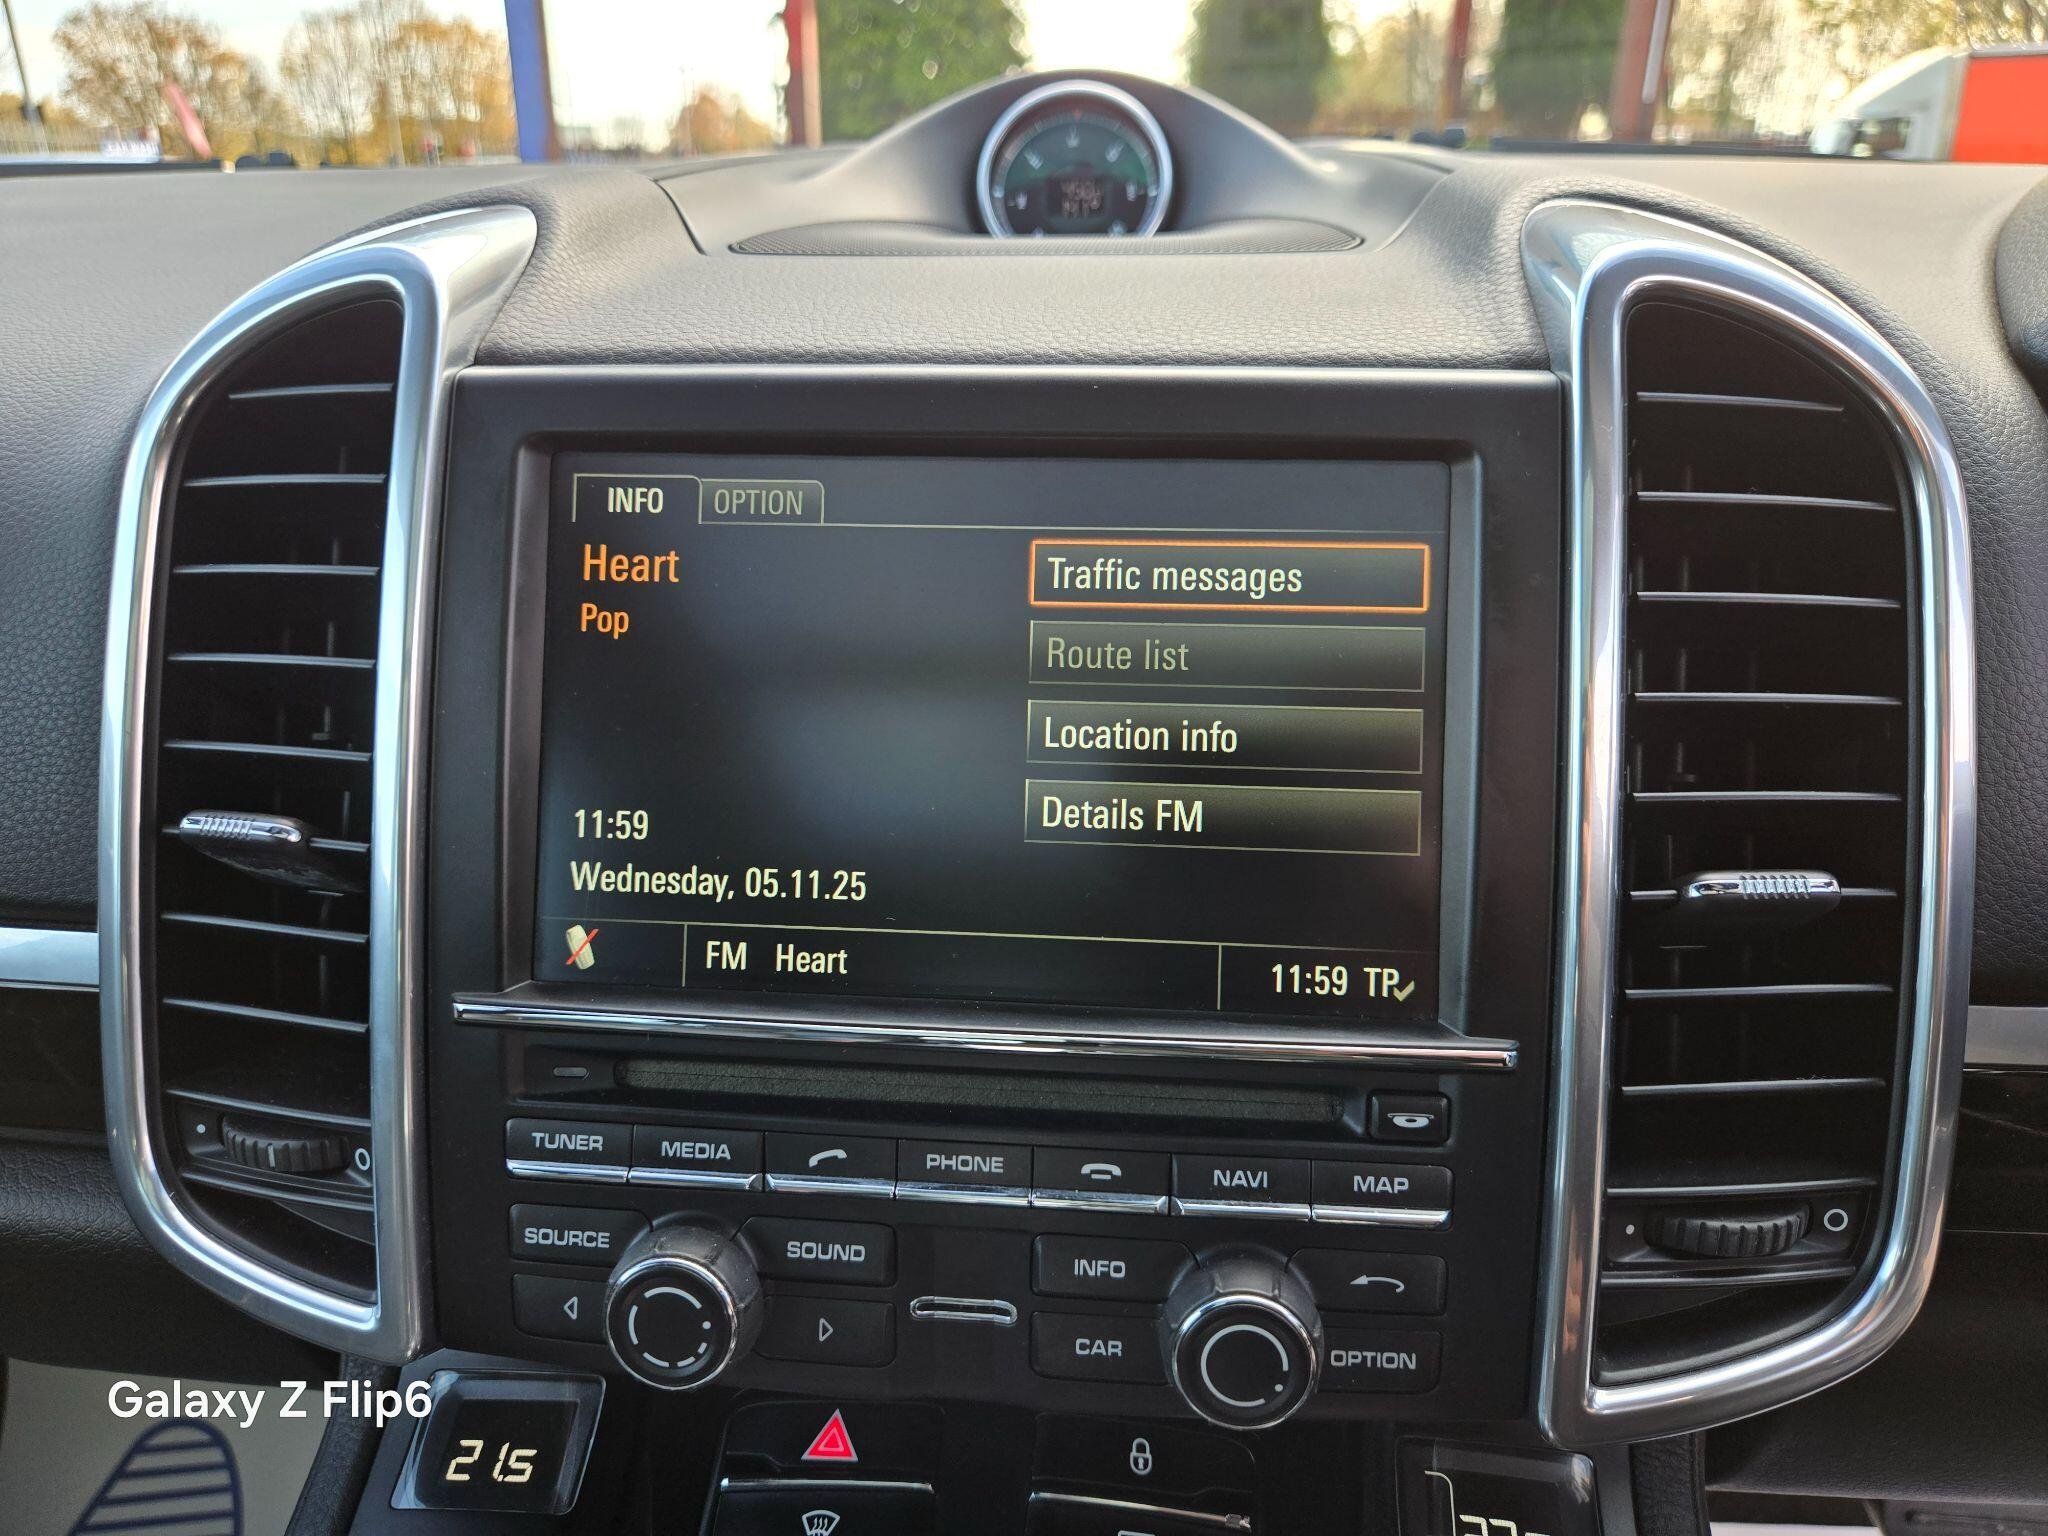 INFO OPTION
Heart
Pop
Traffic messages
Route list
Location info
Details FM
11:59
Wednesday, 05.11.25
FM Heart
11:59 TP
TUNER MEDIA PHONE NAVI MAP
SOURCE SOUND INFO
CAR OPTION
Galaxy Z Flip6
21.5